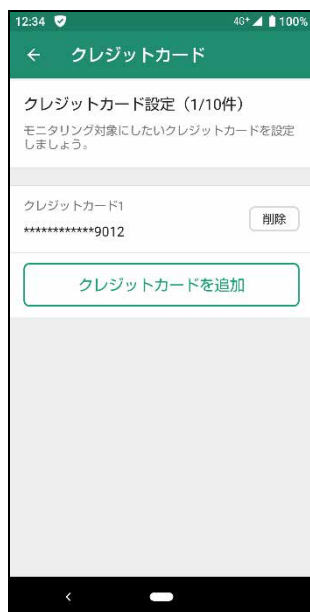 12:34 4G+ 100%
クレジットカード
クレジットカード設定（1/10件）
モニタリング対象にしたいクレジットカードを設定
しましょう。
クレジットカード1
************9012
削除
クレジットカードを追加